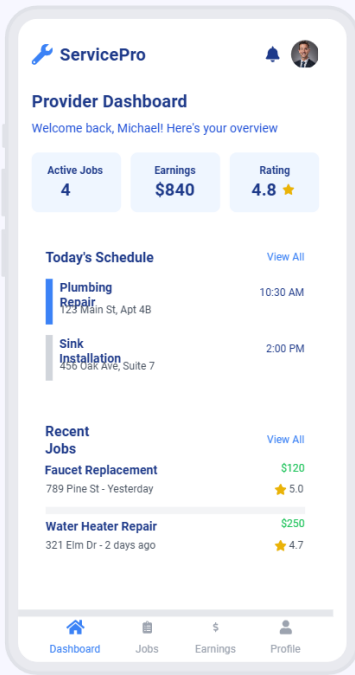 ServicePro
Provider Dashboard
Welcome back, Michael! Here's your overview
Active Jobs
4
Earnings
$840
Rating
4.8
Today's Schedule
View All
Plumbing
Repair
123 Main St, Apt 4B
10:30 AM
Sink
Installation
456 Oak Ave, Suite 7
2:00 PM
Recent
Jobs
View All
Faucet Replacement
$120
789 Pine St - Yesterday
5.0
Water Heater Repair
$250
321 Elm Dr - 2 days ago
4.7
$
Dashboard
Jobs
Earnings
Profile